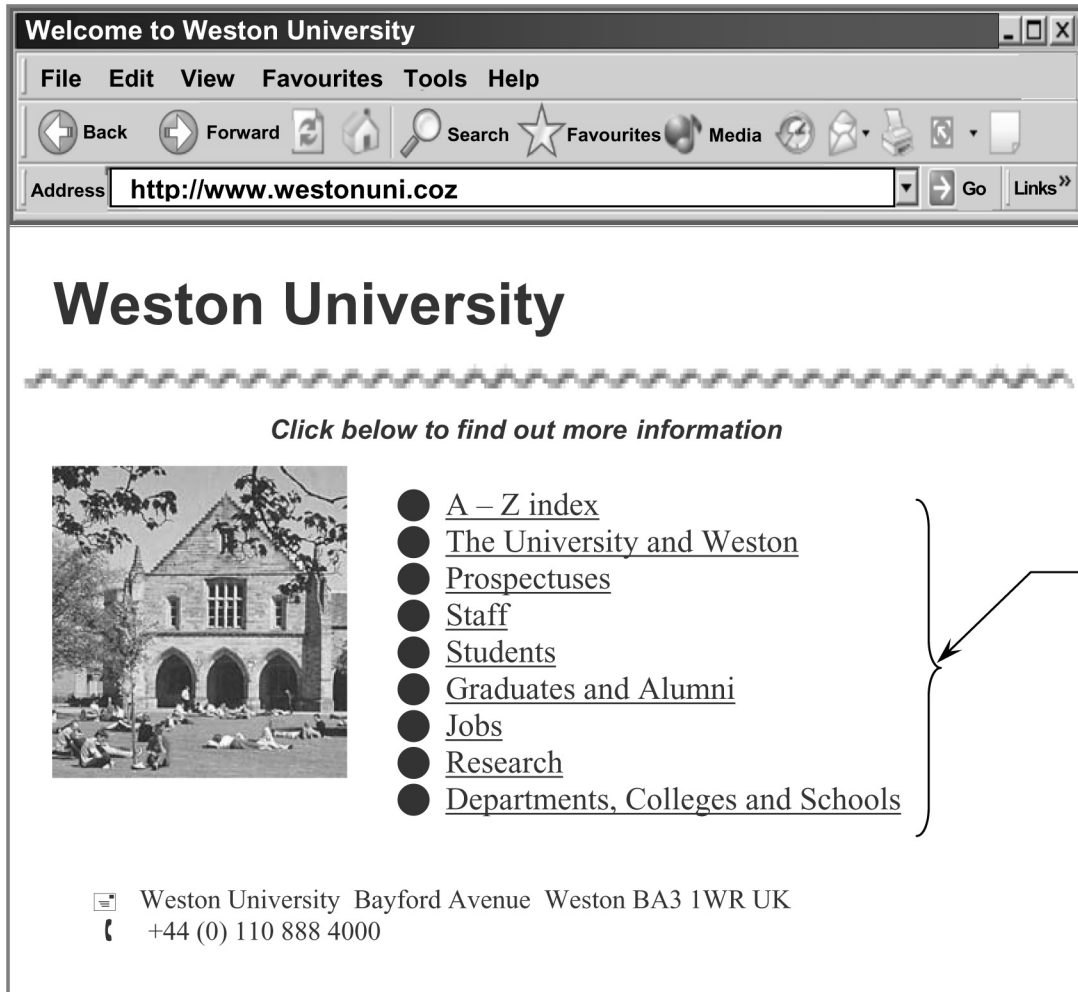 Welcome to Weston University
File Edit View Favourites Tools Help
Back Forward Search Favourites Media
Address http://www.westonuni.coz Go Links»
Weston University
Click below to find out more information
A – Z index
The University and Weston
Prospectuses
Staff
Students
Graduates and Alumni
Jobs
Research
Departments, Colleges and Schools
Weston University Bayford Avenue Weston BA3 1WR UK
+44 (0) 110 888 4000